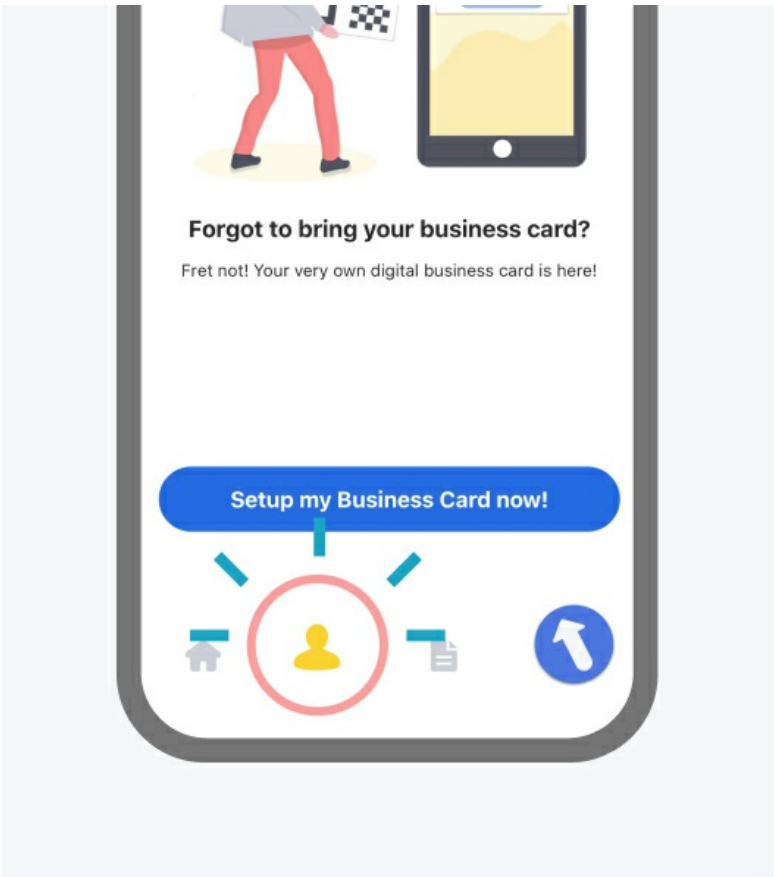 Forgot to bring your business card?
Fret not! Your very own digital business card is here!
Setup my Business Card now!